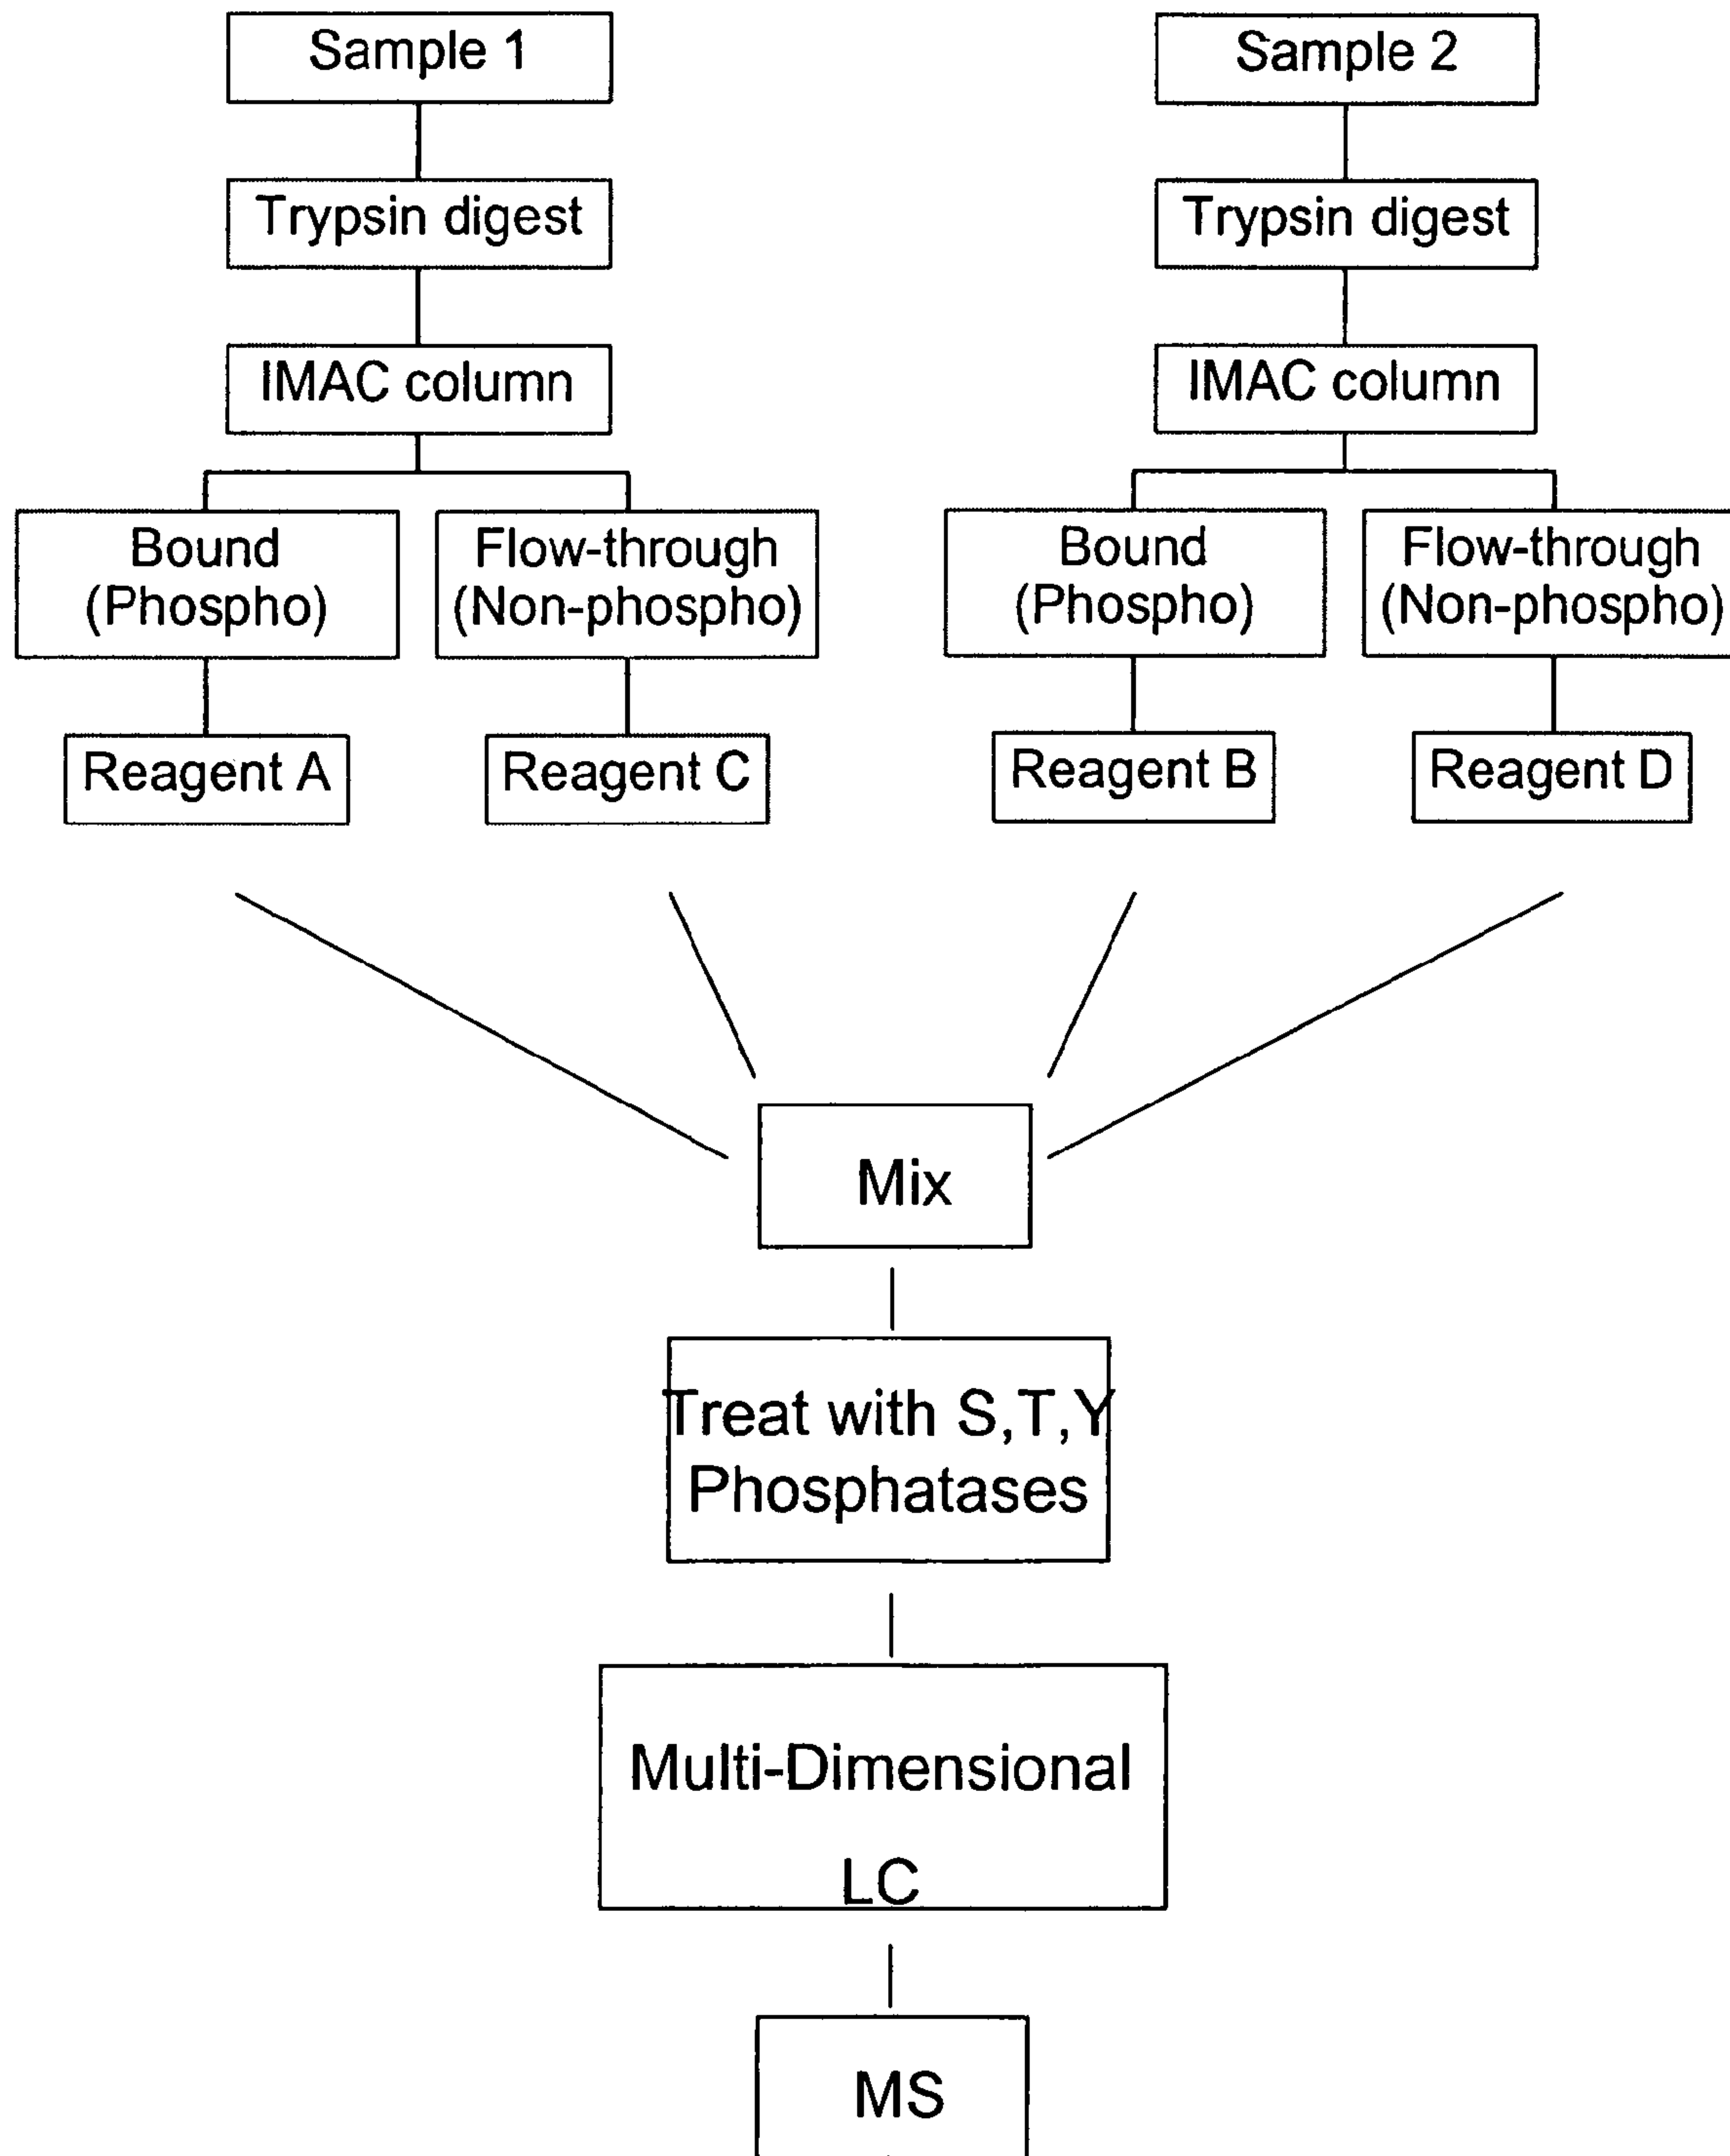 Sample 1
Sample 2
Trypsin digest
Trypsin digest
IMAC column
IMAC column
Bound
(Phospho)
Flow-through
(Non-phospho)
Bound
(Phospho)
Flow-through
(Non-phospho)
Reagent A
Reagent C
Reagent B
Reagent D
Mix
Treat with S,T,Y
Phosphatases
Multi-Dimensional
LC
MS